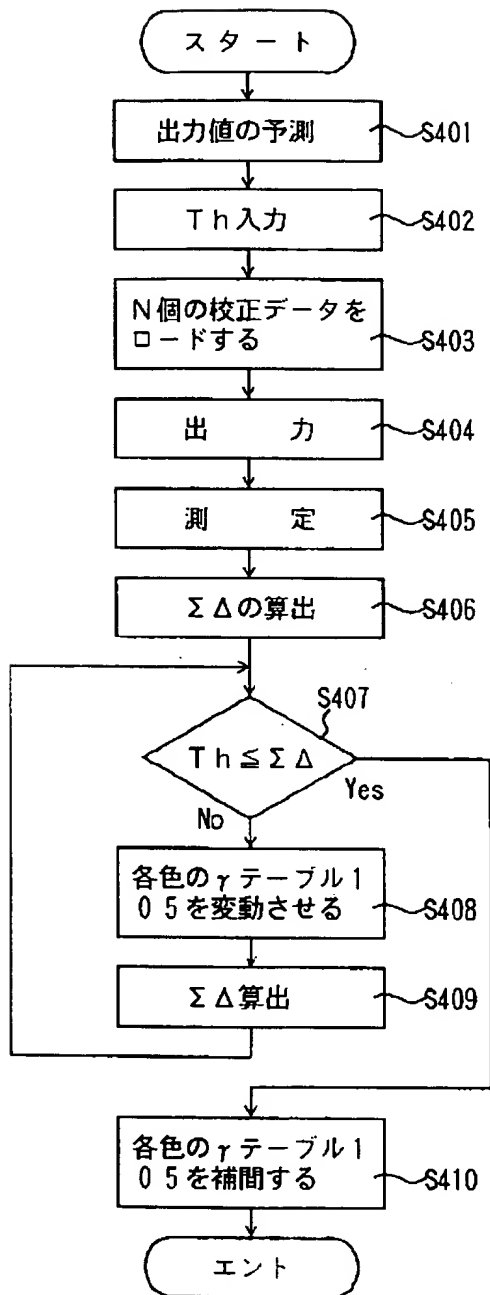 スタート
出力値の予測
S401
Th入力
S402
N個の校正データを
ロードする
S403
出 力
S404
測 定
S405
ΣΔの算出
S406
S407
Th≦ΣΔ
Yes
No
各色のγテーブル1
05を変動させる
S408
ΣΔ算出
S409
各色のγテーブル1
05を補間する
S410
エント